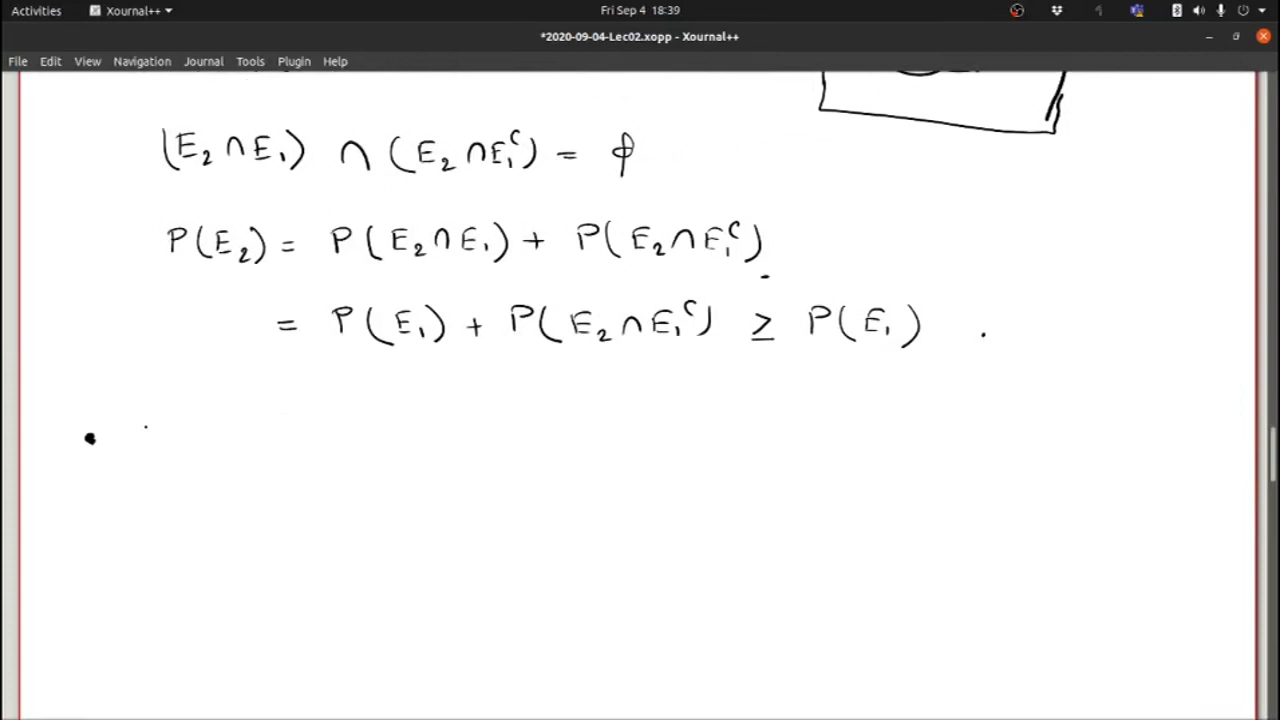 Activities Xournal++ Fri Sep 4 18:39
*2020-09-04-Lec02.xopp - Xournal++
File Edit View Navigation Journal Tools Plugin Help
(E₂ ∩ E₁) ∩ (E₂ ∩ E₁ᶜ) = ϕ
P(E₂) = P(E₂ ∩ E₁) + P(E₂ ∩ E₁ᶜ)
= P(E₁) + P(E₂ ∩ E₁ᶜ) ≥ P(E₁) .